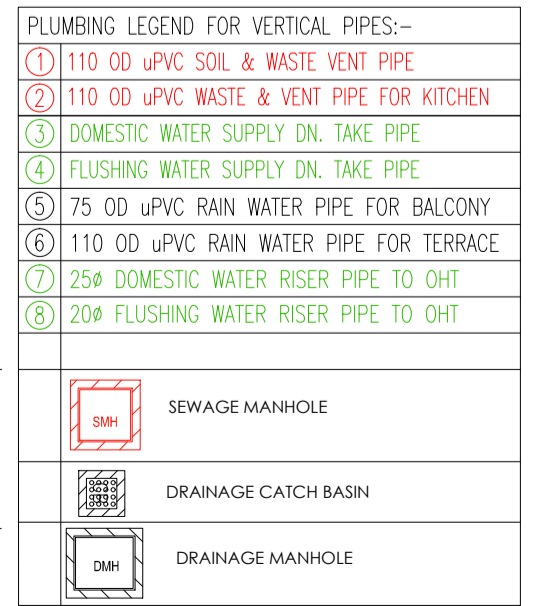 PLUMBING LEGEND FOR VERTICAL PIPES:-
1 110 OD uPVC SOIL & WASTE VENT PIPE
2 110 OD uPVC WASTE & VENT PIPE FOR KITCHEN
3 DOMESTIC WATER SUPPLY DN. TAKE PIPE
4 FLUSHING WATER SUPPLY DN. TAKE PIPE
5 75 OD uPVC RAIN WATER PIPE FOR BALCONY
6 110 OD uPVC RAIN WATER PIPE FOR TERRACE
7 25ø DOMESTIC WATER RISER PIPE TO OHT
8 20ø FLUSHING WATER RISER PIPE TO OHT
SMH SEWAGE MANHOLE
DRAINAGE CATCH BASIN
DMH DRAINAGE MANHOLE